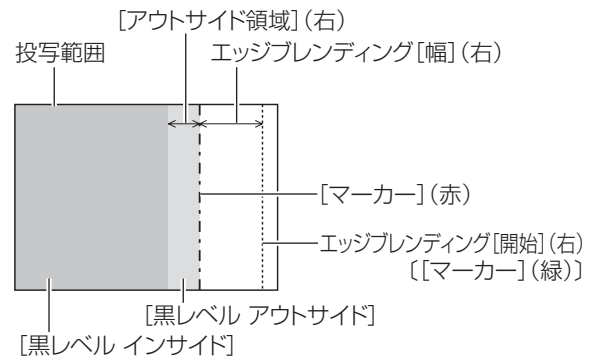 [アウトサイド領域](右)
投写範囲
エッジブレンディング[幅](右)
[マーカー](赤)
エッジブレンディング[開始](右)
〔[マーカー](緑)〕
[黒レベル アウトサイド]
[黒レベル インサイド]